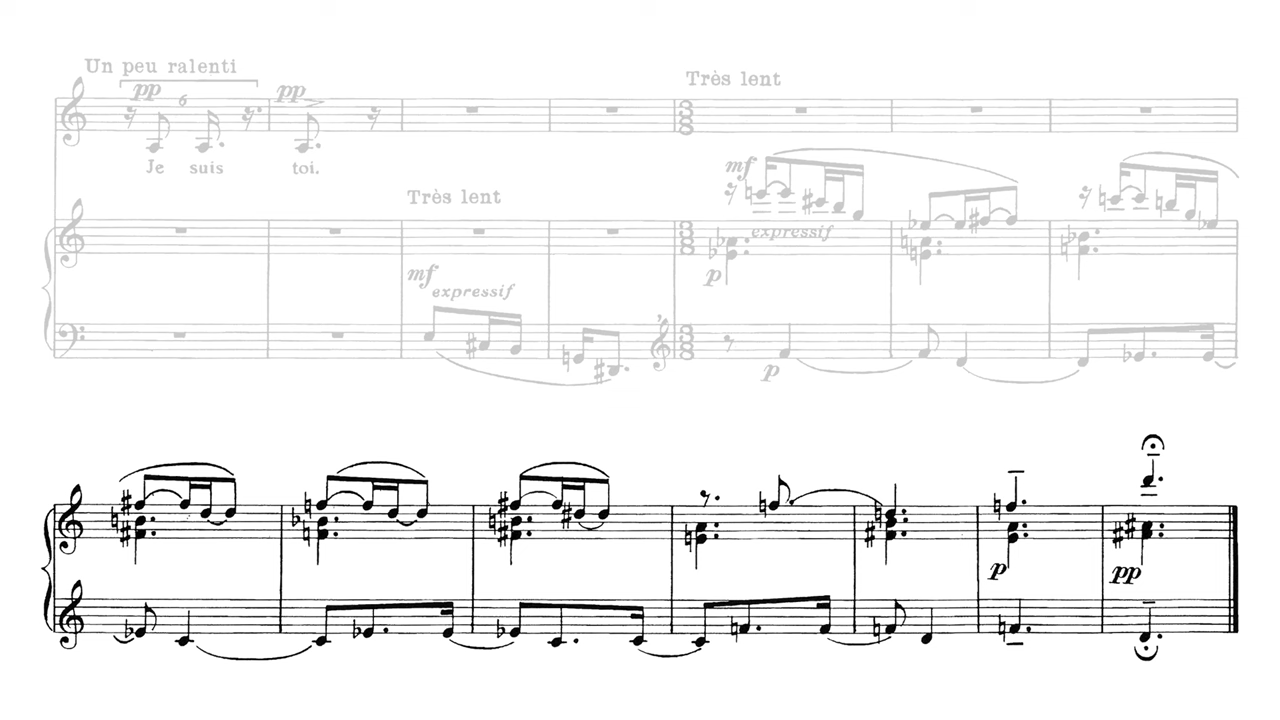 Un peu ralenti
pp 6 pp
Très lent
Je suis toi.
mf
Très lent
expressif
mf
p
expressif
p
p
pp